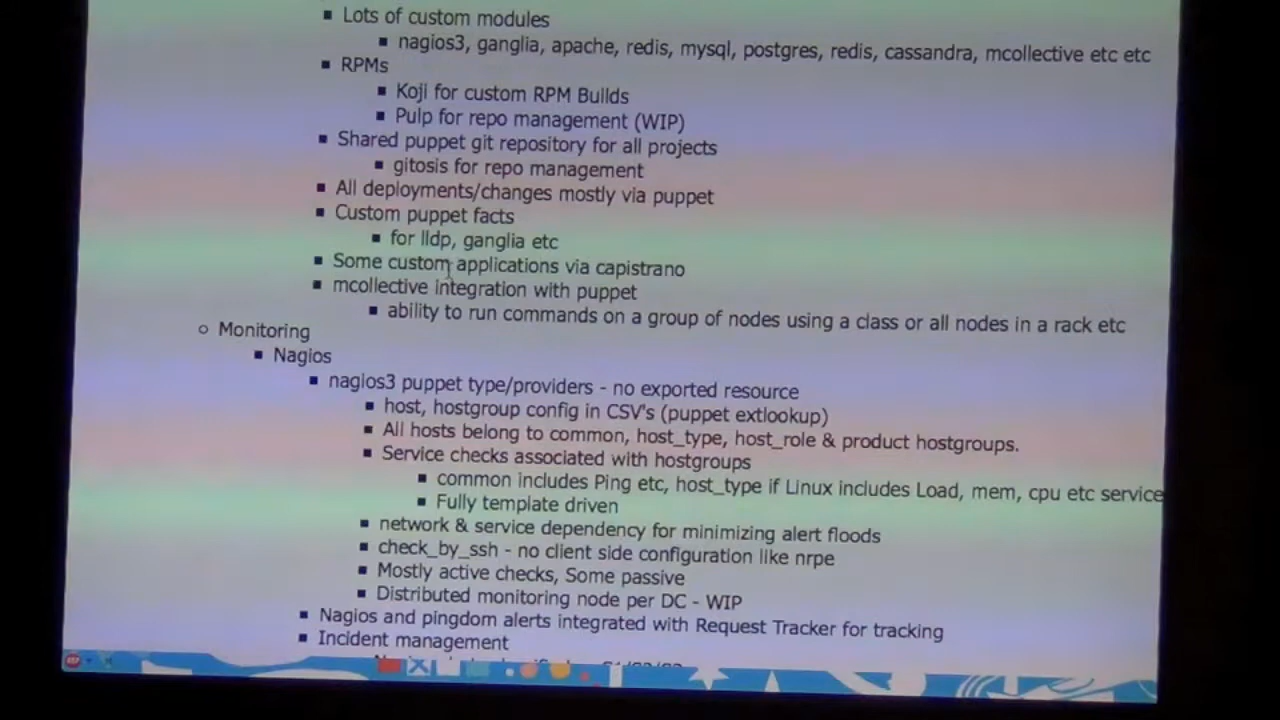 Lots of custom modules
nagios3, ganglia, apache, redis, mysql, postgres, redis, cassandra, mcollective etc etc
RPMs
Koji for custom RPM Builds
Pulp for repo management (WIP)
Shared puppet git repository for all projects
gitosis for repo management
All deployments/changes mostly via puppet
Custom puppet facts
for lldp, ganglia etc
Some custom applications via capistrano
mcollective integration with puppet
ability to run commands on a group of nodes using a class or all nodes in a rack etc
Monitoring
Nagios
nagios3 puppet type/providers - no exported resource
host, hostgroup config in CSV's (puppet extlookup)
All hosts belong to common, host_type, host_role & product hostgroups.
Service checks associated with hostgroups
common includes Ping etc, host_type if Linux includes Load, mem, cpu etc service
Fully template driven
network & service dependency for minimizing alert floods
check_by_ssh - no client side configuration like nrpe
Mostly active checks, Some passive
Distributed monitoring node per DC - WIP
Nagios and pingdom alerts integrated with Request Tracker for tracking
Incident management